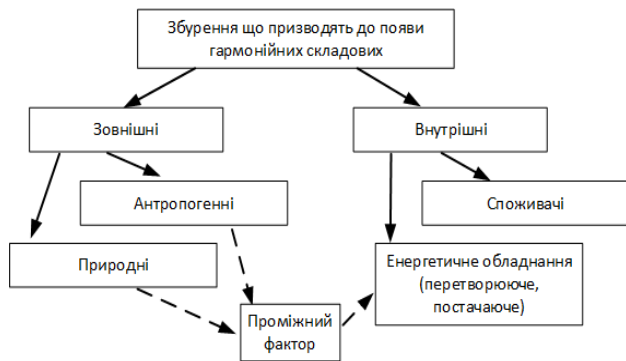 Збурення що призводять до появи
гармонійних складових
Зовнішні
Внутрішні
Антропогенні
Споживачі
Природні
Енергетичне обладнання
(перетворююче,
постачаюче)
Проміжний
фактор